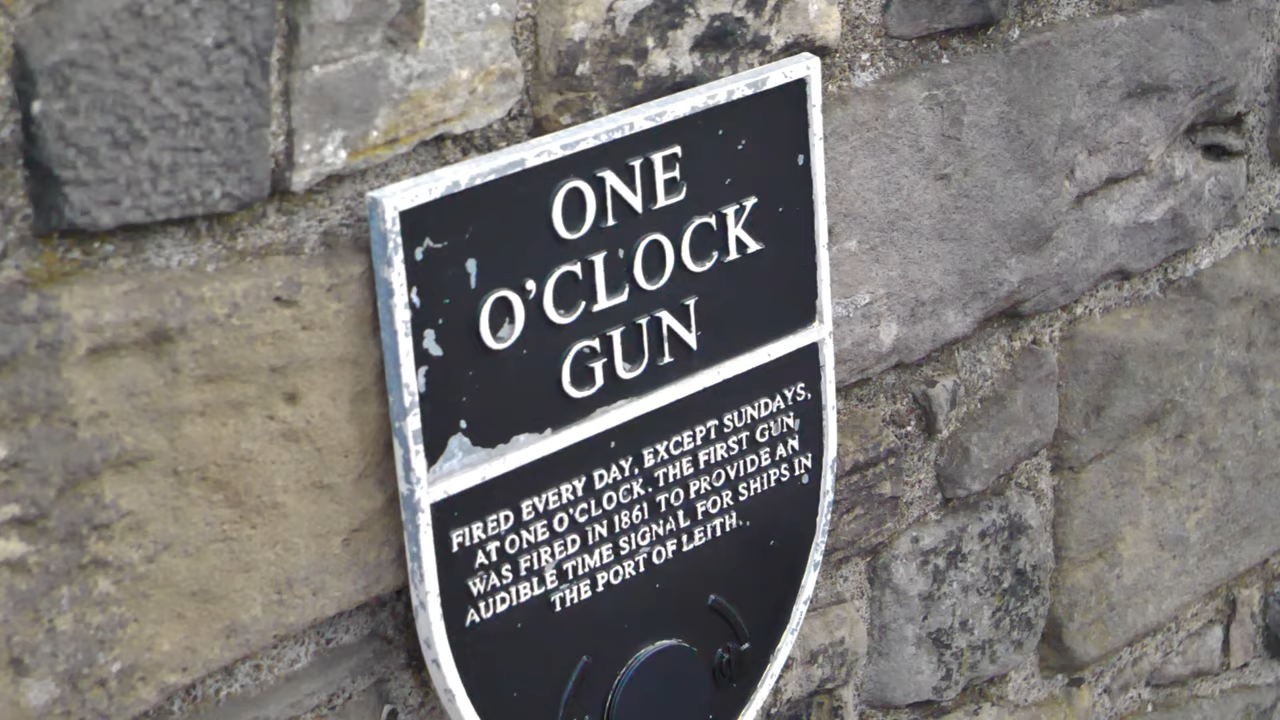 ONE
O'CLOCK
GUN
FIRED EVERY DAY, EXCEPT SUNDAYS,
AT ONE O'CLOCK. THE FIRST GUN,
WAS FIRED IN 1861 TO PROVIDE AN
AUDIBLE TIME SIGNAL FOR SHIPS IN
THE PORT OF LEITH.